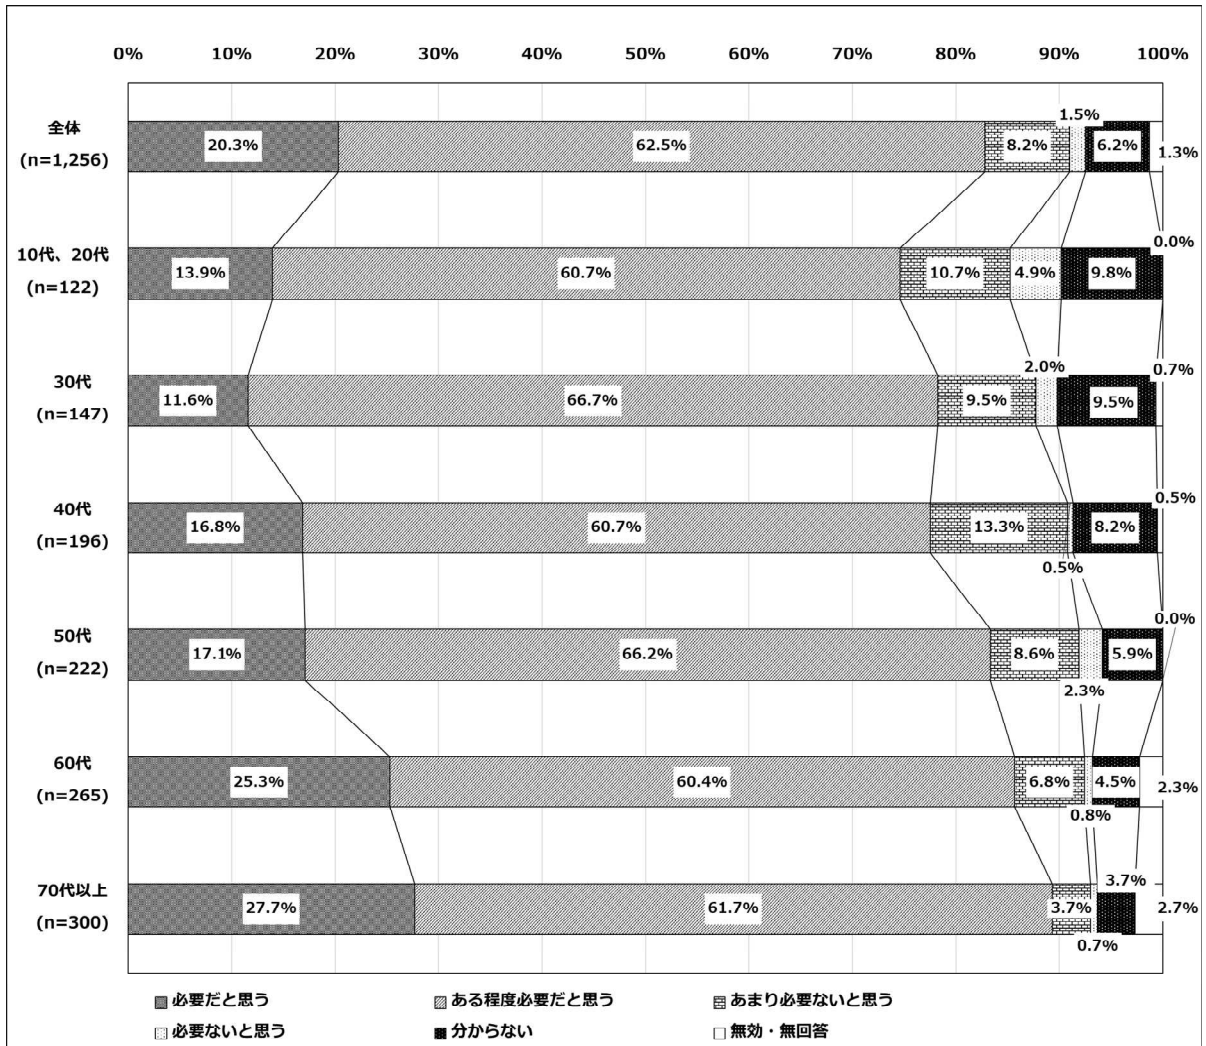 0% 10% 20% 30% 40% 50% 60% 70% 80% 90% 100%
1.5%
全体
(n=1,256)
20.3% 62.5% 8.2% 6.2% 1.3%
0.0%
10代、20代
(n=122)
13.9% 60.7% 10.7% 4.9% 9.8%
2.0% 0.7%
30代
(n=147)
11.6% 66.7% 9.5% 9.5%
0.5%
40代
(n=196)
16.8% 60.7% 13.3% 8.2%
0.5%
0.0%
50代
(n=222)
17.1% 66.2% 8.6% 5.9%
2.3%
60代
(n=265)
25.3% 60.4% 6.8% 4.5% 2.3%
0.8%
3.7%
70代以上
(n=300)
27.7% 61.7% 3.7% 2.7%
0.7%
必要だと思う ある程度必要だと思う あまり必要ないと思う
必要ないと思う 分からない 無効・無回答